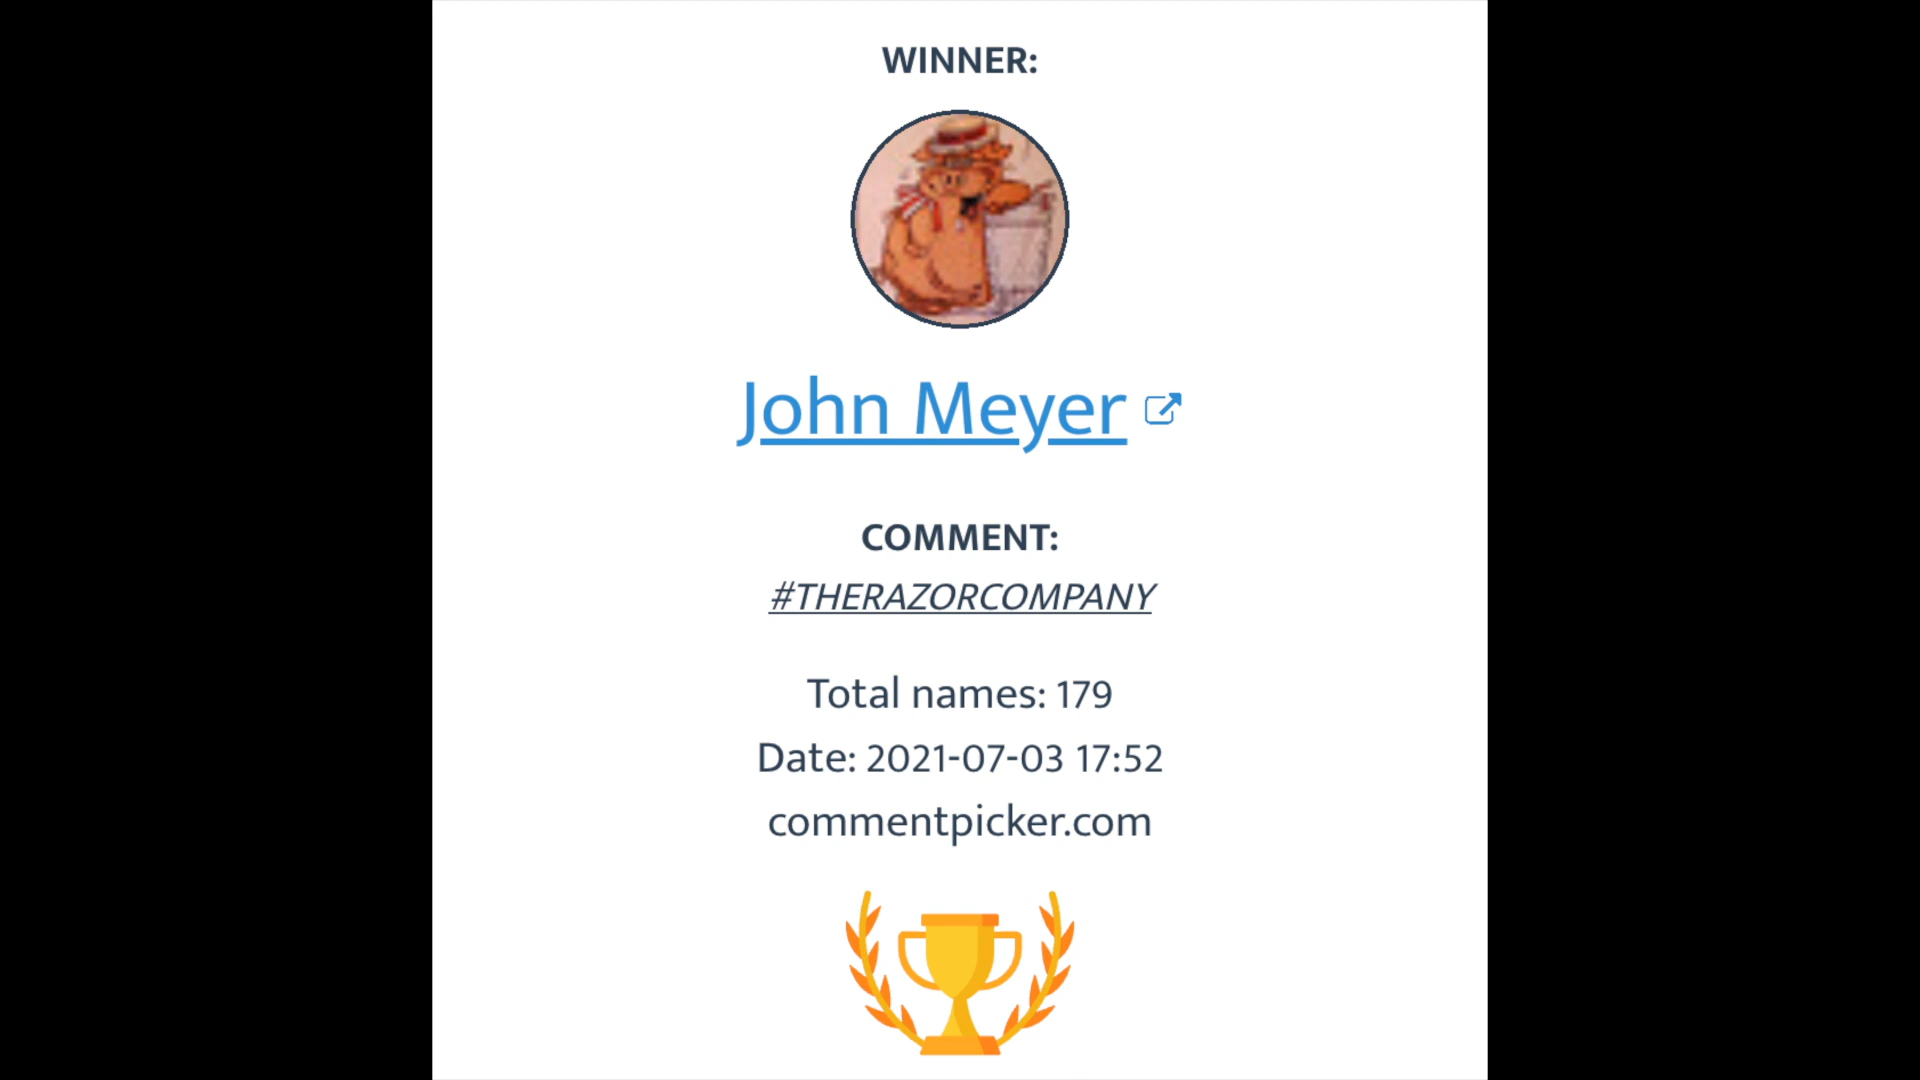 WINNER:
John Meyer
COMMENT:
#THERAZORCOMPANY
Total names: 179
Date: 2021-07-03 17:52
commentpicker.com